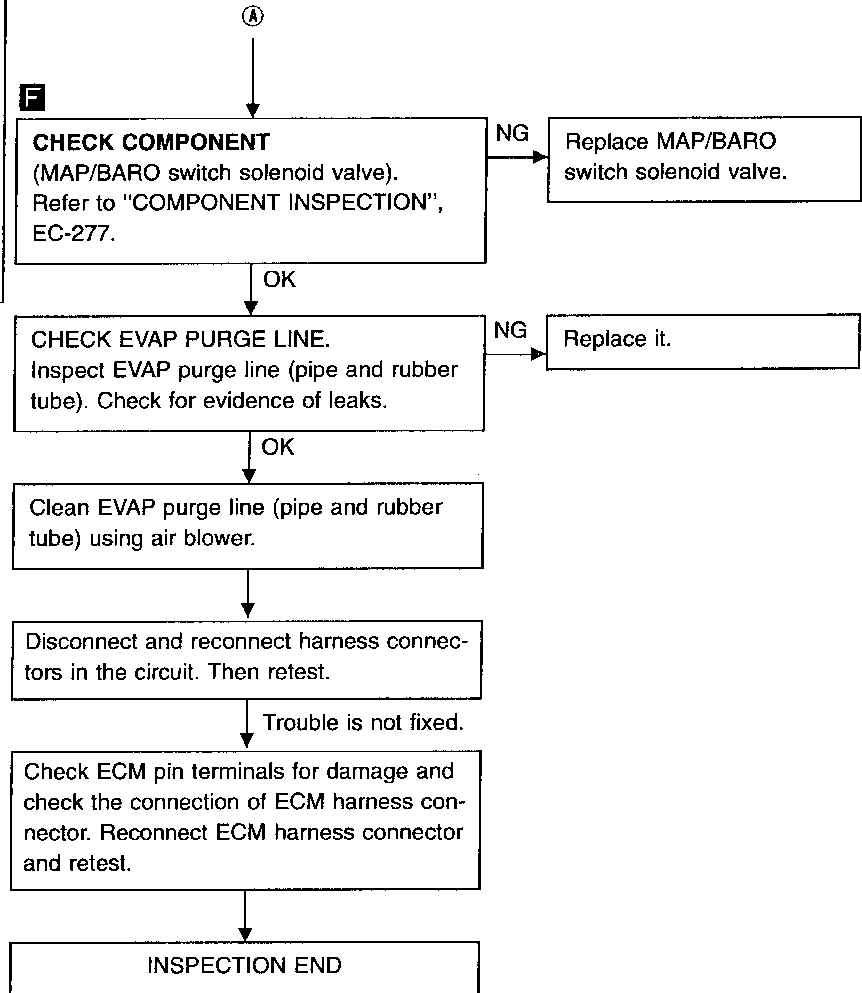 A
F
CHECK COMPONENT
(MAP/BARO switch solenoid valve).
Refer to "COMPONENT INSPECTION",
EC-277.
NG
Replace MAP/BARO
switch solenoid valve.
OK
CHECK EVAP PURGE LINE.
Inspect EVAP purge line (pipe and rubber
tube). Check for evidence of leaks.
NG
Replace it.
OK
Clean EVAP purge line (pipe and rubber
tube) using air blower.
Disconnect and reconnect harness connec-
tors in the circuit. Then retest.
Trouble is not fixed.
Check ECM pin terminals for damage and
check the connection of ECM harness con-
nector. Reconnect ECM harness connector
and retest.
INSPECTION END